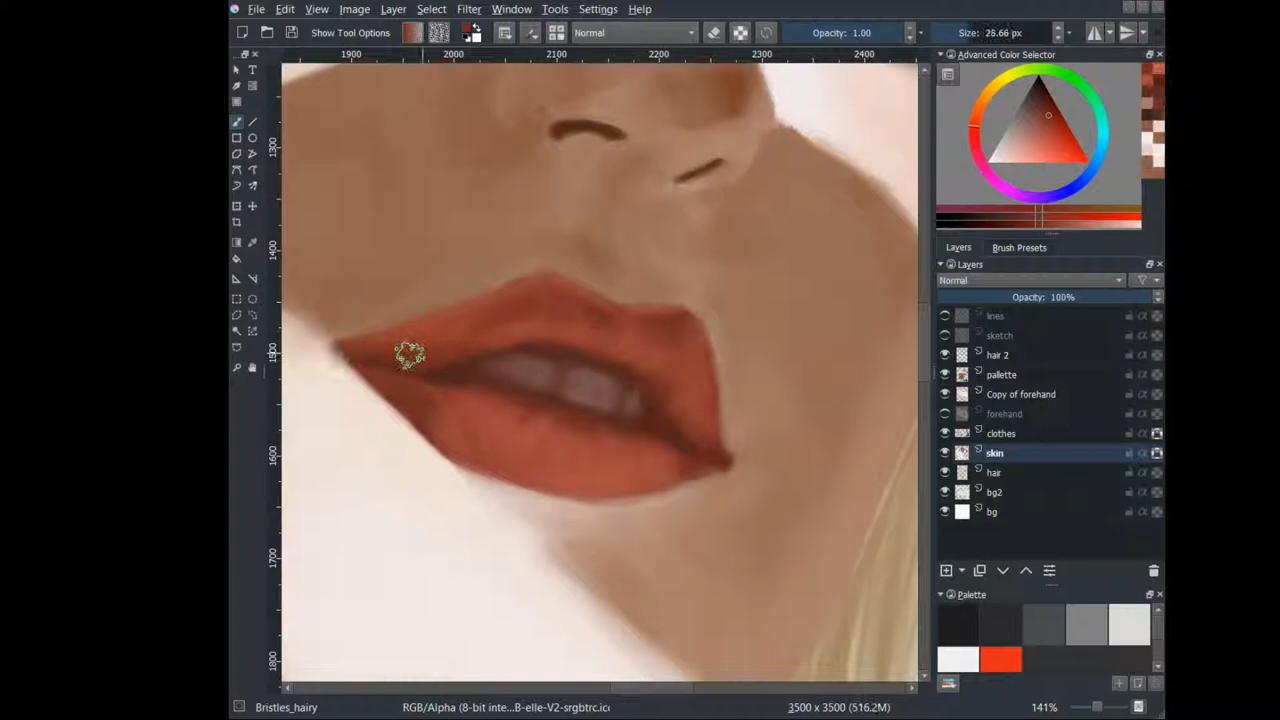 File Edit View Image Layer Select Filter Window Tools Settings Help
Show Tool Options Normal Opacity: 1.00 Size: 28.66 px
1900 2000 2100 2200 2300 2400
Advanced Color Selector
1300
1400
1500
1600
1700
1800
Layers Brush Presets
Layers
Normal
Opacity: 100%
lines
sketch
hair 2
pallette
Copy of forehand
forehand
clothes
skin
hair
bg2
bg
Palette
Bristles_hairy RGB/Alpha (8-bit inte...B-elle-V2-srgbtrc.icc 3500 x 3500 (516.2M) 141%